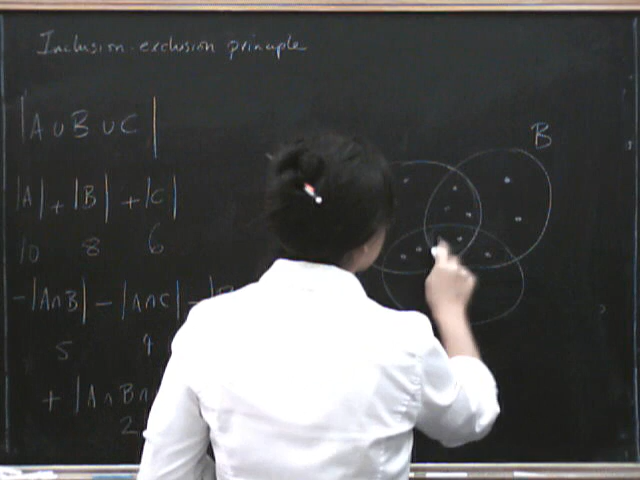 Inclusion-exclusion principle
|A ∪ B ∪ C|
B
|A| + |B| + |C|
10 8 6
-|A∩B| - |A∩C| -
5 4
+ |A ∩ B ∩
2